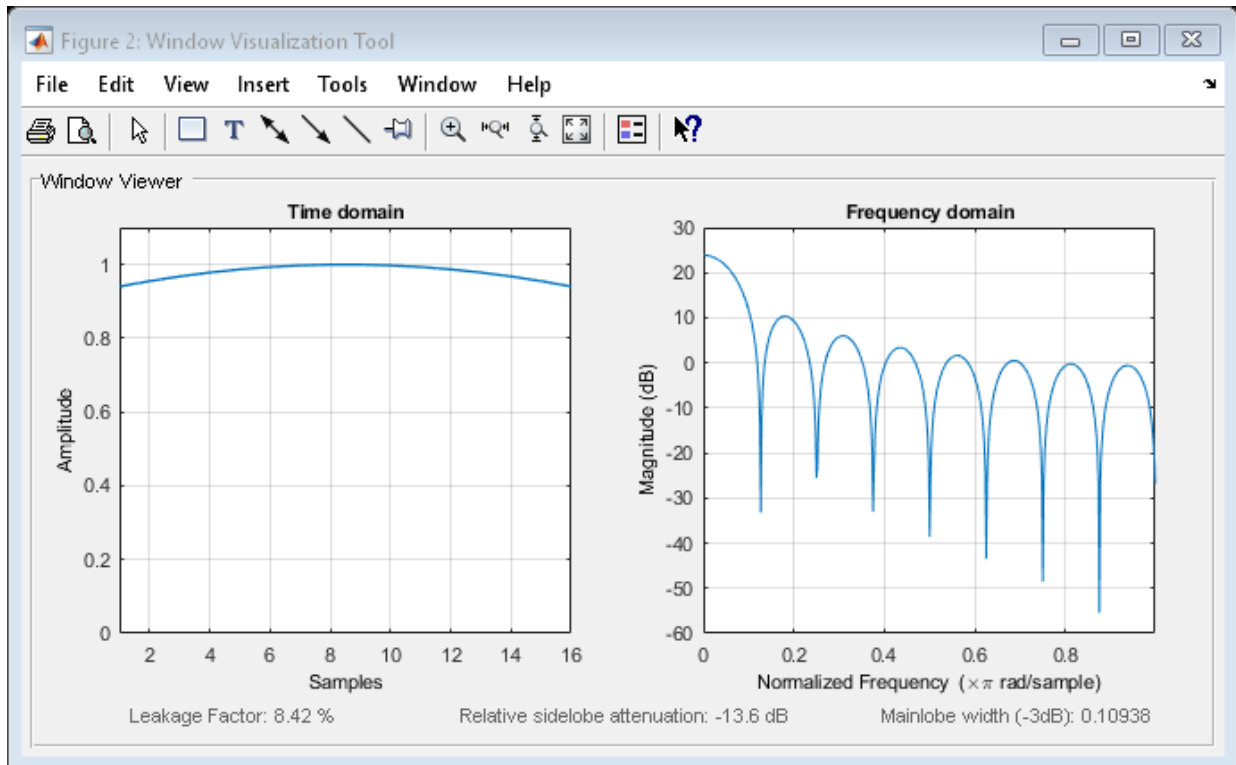 Figure 2: Window Visualization Tool
File Edit View Insert Tools Window Help
T
?
Window Viewer
Time domain
1
0.8
0.6
0.4
0.2
0
Amplitude
2 4 6 8 10 12 14 16
Samples
Frequency domain
30
20
10
0
-10
-20
-30
-40
-50
-60
Magnitude (dB)
0 0.2 0.4 0.6 0.8
Normalized Frequency (×π rad/sample)
Leakage Factor: 8.42 % Relative sidelobe attenuation: -13.6 dB Mainlobe width (-3dB): 0.10938